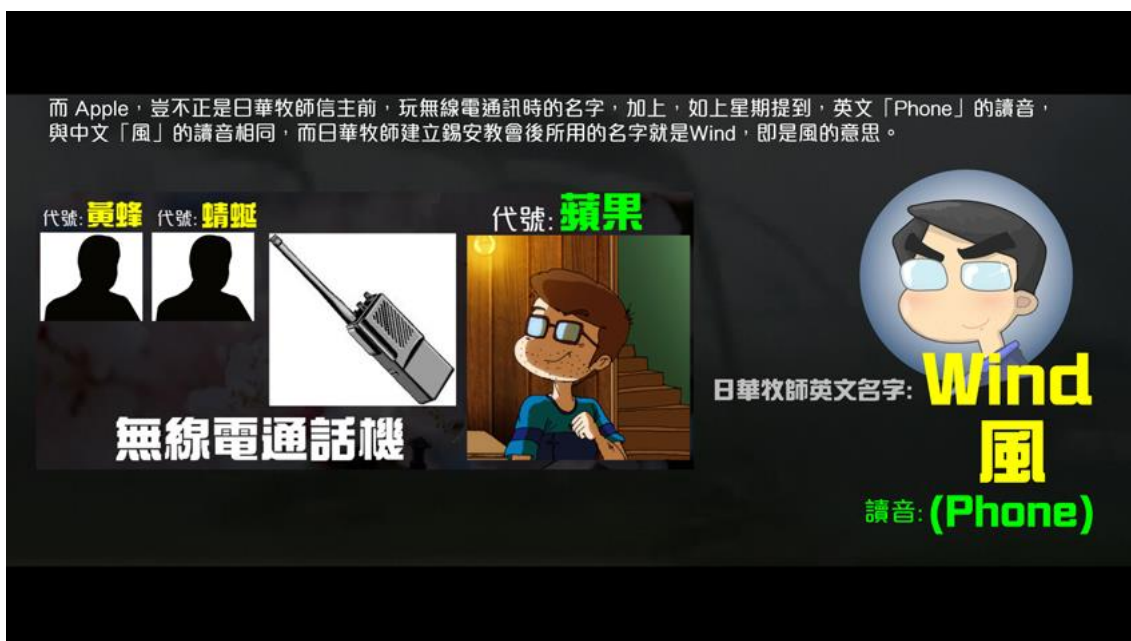 而 Apple，豈不正是日華牧師信主前，玩無線電通訊時的名字，加上，如上星期提到，英文「Phone」的讀音，
與中文「風」的讀音相同，而日華牧師建立錫安教會後所用的名字就是Wind，即是風的意思。
代號:黃蜂 代號:蜻蜓
代號:蘋果
無線電通話機
日華牧師英文名字: Wind
風
讀音:(Phone)